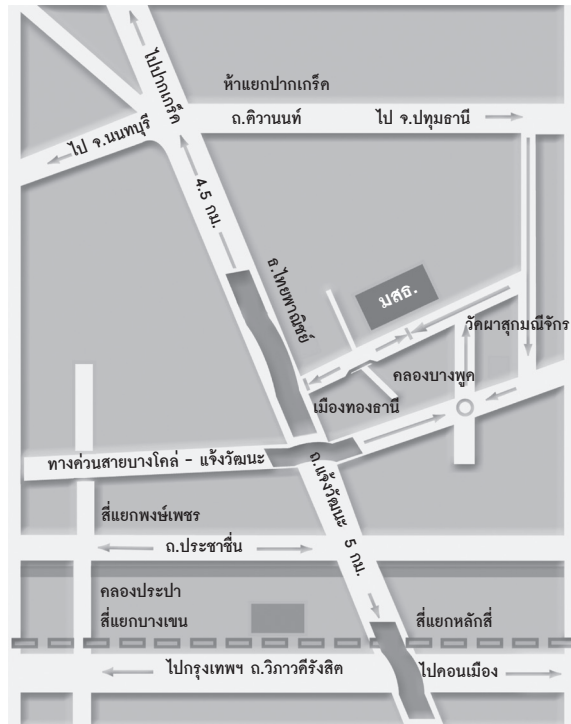 ไปปากเกร็ด
ห้าแยกปากเกร็ด
ถ.ติวานนท์
ไป จ.ปทุมธานี
ไป จ.นนทบุรี
4.5 กม.
ธ.ไทยพาณิชย์
มสธ.
วัดผาสุกมณีจักร
คลองบางพูด
เมืองทองธานี
ทางด่วนสายบางโคล่ - แจ้งวัฒนะ
ถ.แจ้งวัฒนะ 5 กม.
สี่แยกพงษ์เพชร
ถ.ประชาชื่น
คลองประปา
สี่แยกบางเขน
สี่แยกหลักสี่
ไปกรุงเทพฯ ถ.วิภาวดีรังสิต
ไปดอนเมือง